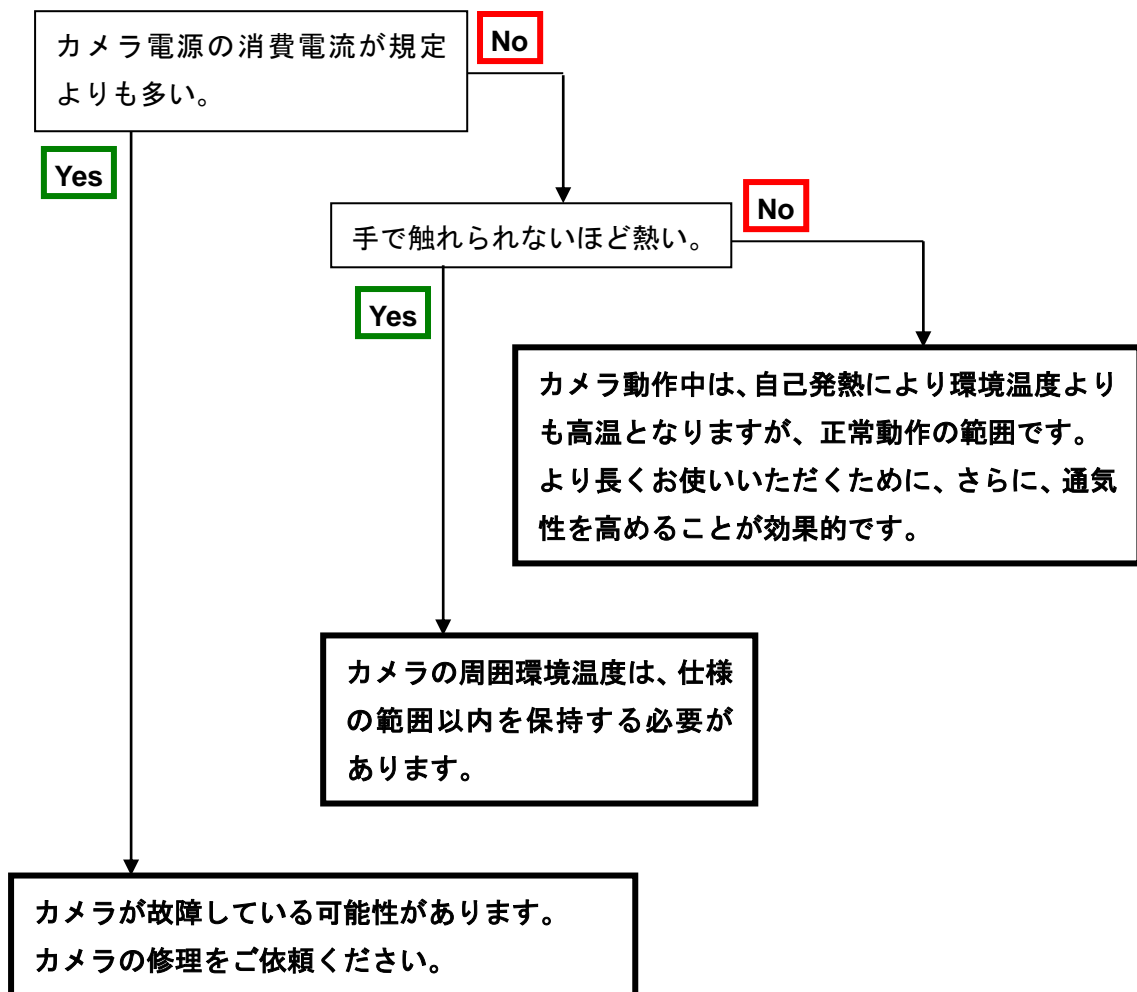 カメラ電源の消費電流が規定
よりも多い。
No
Yes
手で触れられないほど熱い。
No
Yes
カメラ動作中は、自己発熱により環境温度より
も高温となりますが、正常動作の範囲です。
より長くお使いいただくために、さらに、通気
性を高めることが効果的です。
カメラの周囲環境温度は、仕様
の範囲以内を保持する必要が
あります。
カメラが故障している可能性があります。
カメラの修理をご依頼ください。